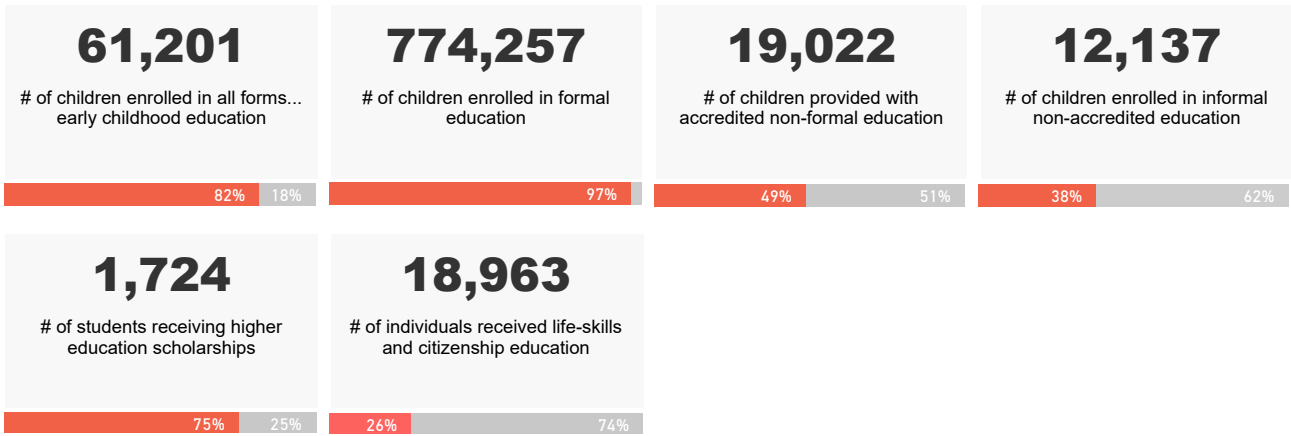 61,201
# of children enrolled in all forms...
early childhood education
82% 18%
774,257
# of children enrolled in formal
education
97%
19,022
# of children provided with
accredited non-formal education
49% 51%
12,137
# of children enrolled in informal
non-accredited education
38% 62%
1,724
# of students receiving higher
education scholarships
75% 25%
18,963
# of individuals received life-skills
and citizenship education
26% 74%